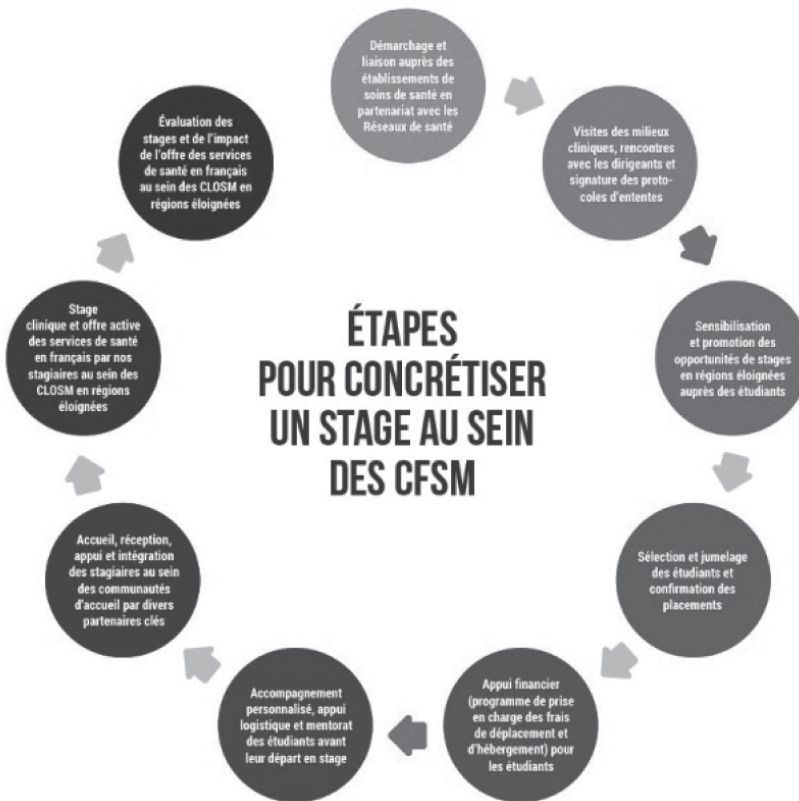 Démarchage et
liaison auprès des
établissements de
soins de santé en
partenariat avec les
Réseaux de santé
Visites des milieux
cliniques, rencontres
avec les dirigeants et
signature des proto-
coles d'ententes
Sensibilisation
et promotion des
opportunités de stages
en régions éloignées
auprès des étudiants
Sélection et jumelage
des étudiants et
confirmation des
placements
Appui financier
(programme de prise
en charge des frais
de déplacement et
d'hébergement) pour
les étudiants
Accompagnement
personnalisé, appui
logistique et mentorat
des étudiants avant
leur départ en stage
Accueil, réception,
appui et intégration
des stagiaires au sein
des communautés
d'accueil par divers
partenaires clés
Stage
clinique et offre active
des services de santé
en français par nos
stagiaires au sein des
CLOSM en régions
éloignées
Évaluation des
stages et de l'impact
de l'offre des services
de santé en français
au sein des CLOSM en
régions éloignées
ÉTAPES
POUR CONCRÉTISER
UN STAGE AU SEIN
DES CFSM